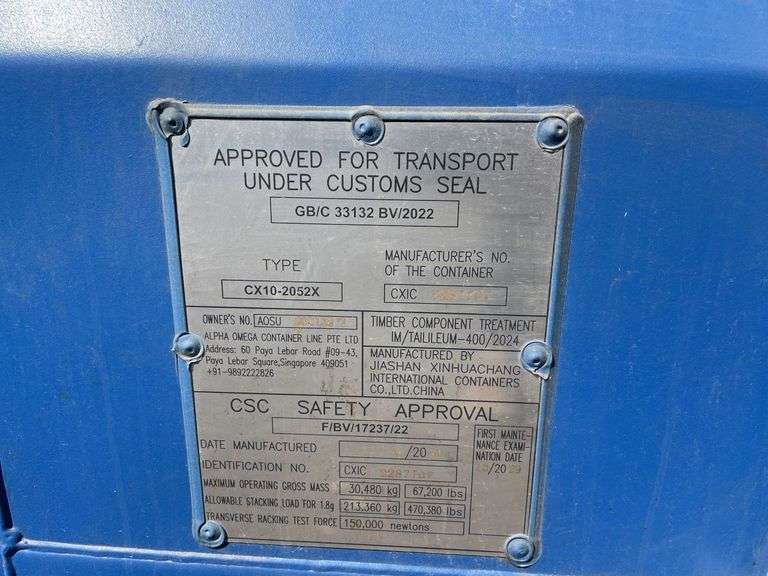 APPROVED FOR TRANSPORT
UNDER CUSTOMS SEAL
GB/C 33132 BV/2022
TYPE
MANUFACTURER'S NO.
OF THE CONTAINER
CX10-2052X
CXIC
OWNER'S NO. AOSU
ALPHA OMEGA CONTAINER LINE PTE LTD
Address: 60 Paya Lebar Road #09-43,
Paya Lebar Square,Singapore 409051
+91-9892222826
TIMBER COMPONENT TREATMENT
IM/TAILILEUM-400/2024
MANUFACTURED BY
JIASHAN XINHUACHANG
INTERNATIONAL CONTAINERS
CO.,LTD.CHINA
CSC SAFETY APPROVAL
F/BV/17237/22
DATE MANUFACTURED /20
IDENTIFICATION NO. CXIC
MAXIMUM OPERATING GROSS MASS 30,480 kg 67,200 lbs
ALLOWABLE STACKING LOAD FOR 1.8g 213,360 kg 470,380 lbs
TRANSVERSE RACKING TEST FORCE 150,000 newtons
FIRST MAINTE-
NANCE EXAMI-
NATION DATE
/20